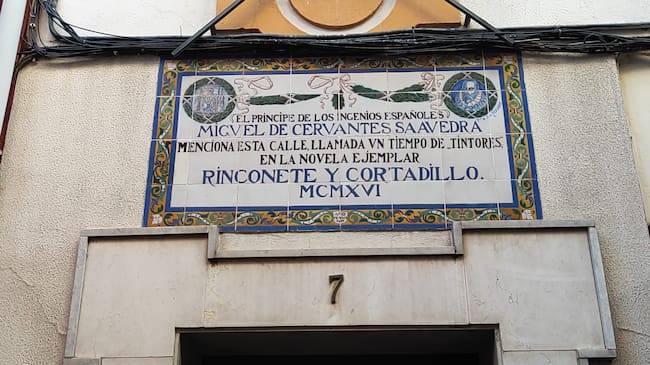 EL PRÍNCIPE DE LOS INGENIOS ESPAÑOLES
MIGVEL DE CERVANTES SAAVEDRA
MENCIONA ESTA CALLE, LLAMADA VN TIEMPO DE TINTORES,
EN LA NOVELA EJEMPLAR
RINCONETE Y CORTADILLO.
MCMXVI
7